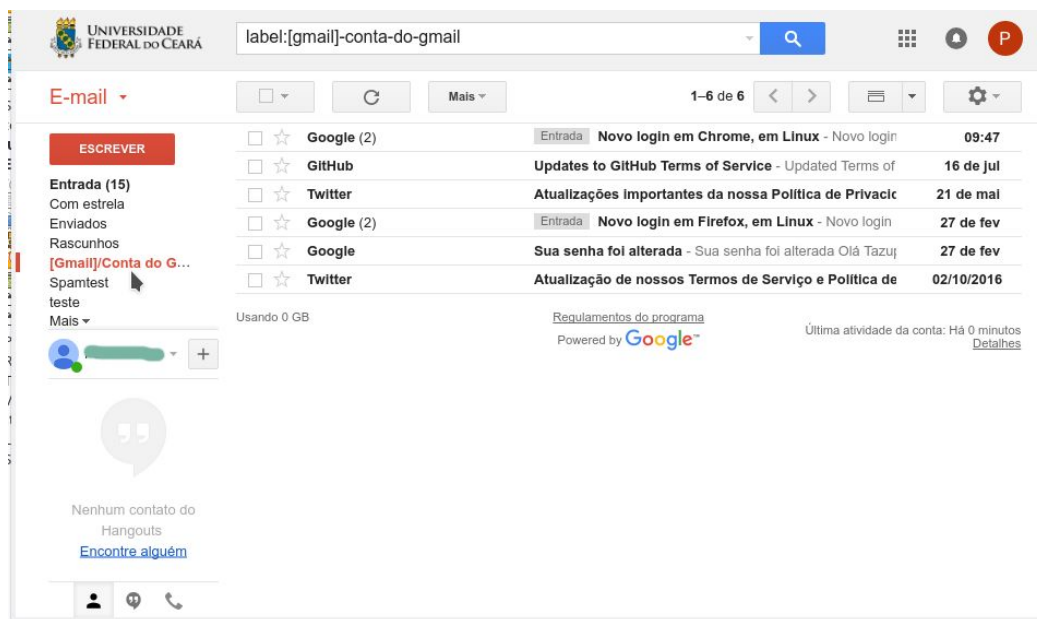 UNIVERSIDADE
FEDERAL DO CEARÁ
label:[gmail]-conta-do-gmail
P
E-mail
Mais
1–6 de 6
ESCREVER
Entrada (15)
Com estrela
Enviados
Rascunhos
[Gmail]/Conta do G...
Spamtest
teste
Mais
Google (2) Entrada Novo login em Chrome, em Linux - Novo login 09:47
GitHub Updates to GitHub Terms of Service - Updated Terms of 16 de jul
Twitter Atualizações importantes da nossa Política de 21 de mai
Google (2) Entrada Novo login em Firefox, em Linux - Novo login 27 de fev
Google Sua senha foi alterada - Sua senha foi alterada Olá 27 de fev
Twitter Atualização de nossos Termos de Serviço e Política de 02/10/2016
Usando 0 GB
Regulamentos do programa
Powered by Google™
Última atividade da conta: Há 0 minutos
Detalhes
Nenhum contato do
Hangouts
Encontre alguém